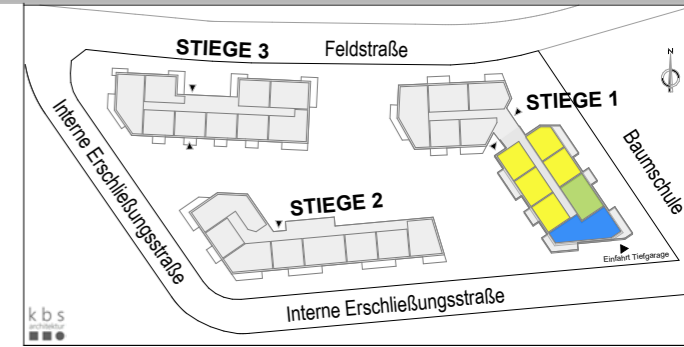 STIEGE 3
Feldstraße
N
STIEGE 1
Interne Erschließungsstraße
Baumschule
STIEGE 2
Einfahrt Tiefgarage
Interne Erschließungsstraße
kbs
architektur